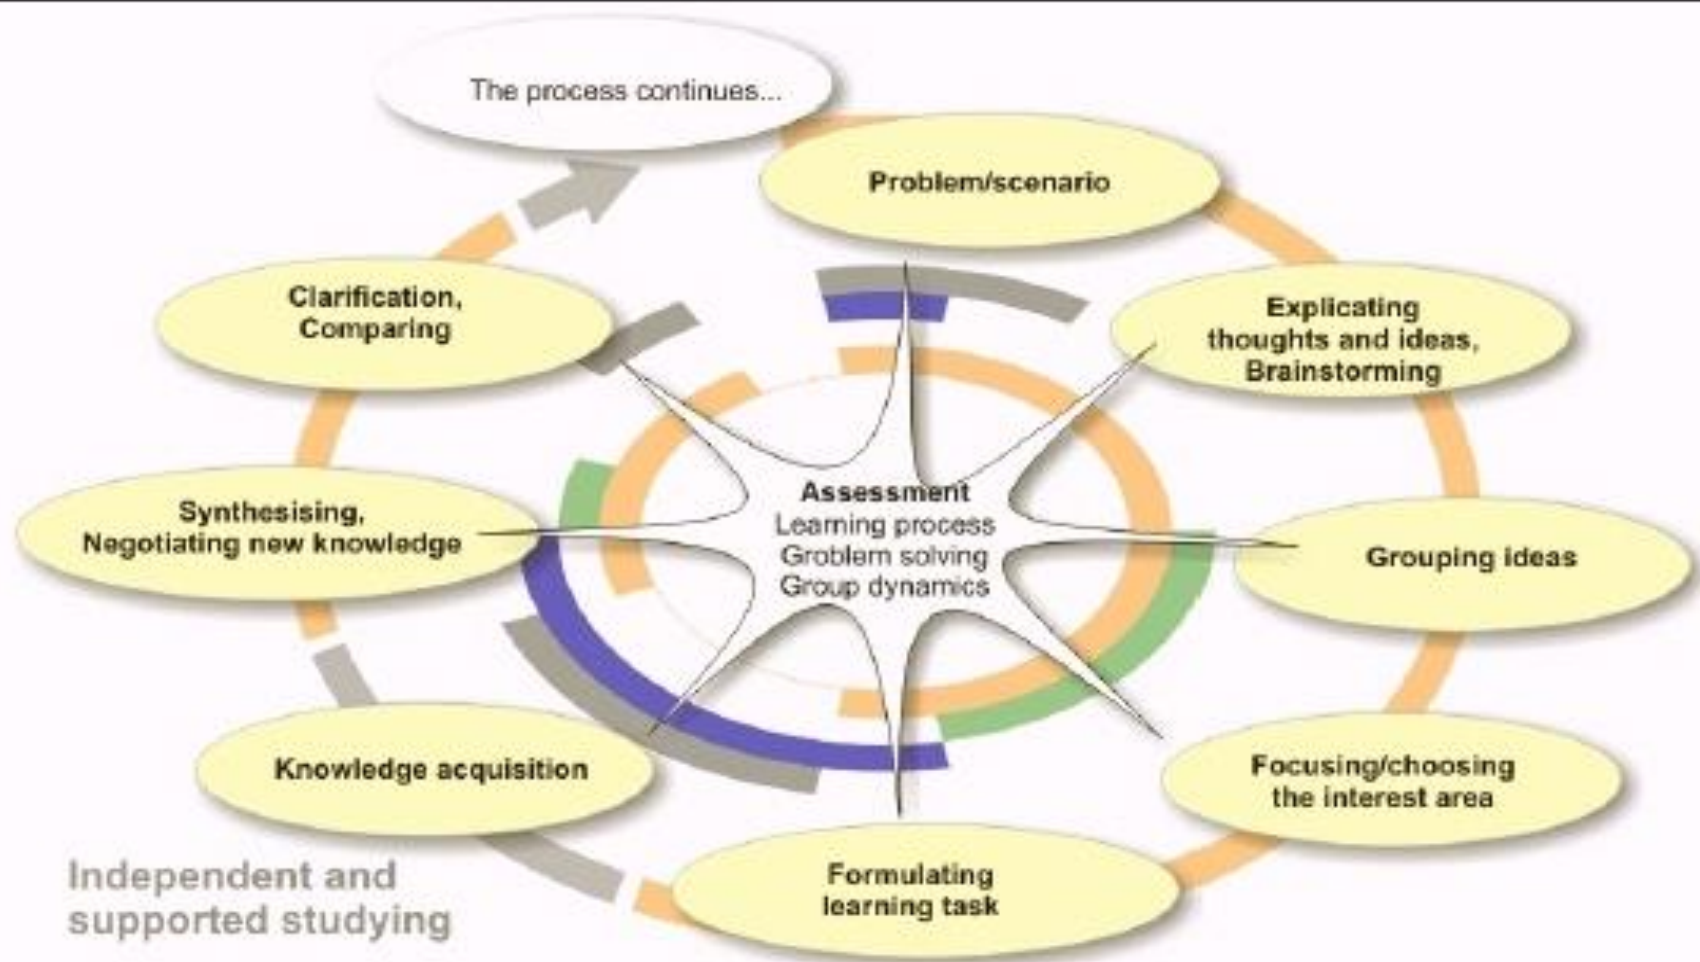 The process continues...
Problem/scenario
Explicating
thoughts and ideas,
Brainstorming
Grouping ideas
Focusing/choosing
the interest area
Formulating
learning task
Knowledge acquisition
Synthesising,
Negotiating new knowledge
Clarification,
Comparing
Assessment
Learning process
Groblem solving
Group dynamics
Independent and
supported studying